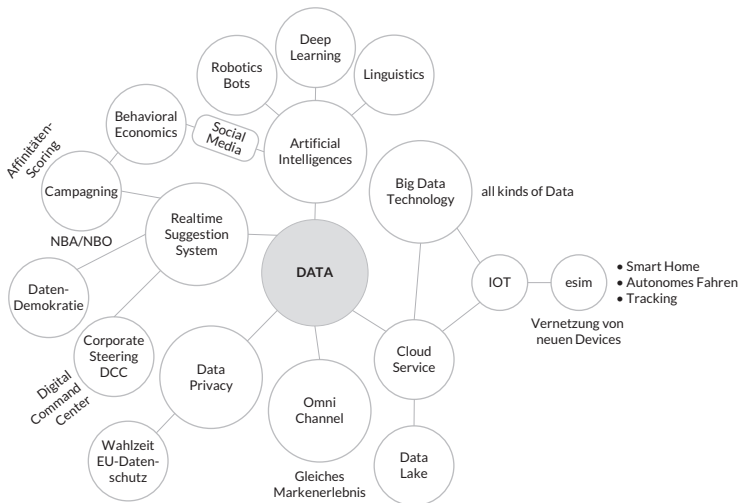 Deep
Learning
Robotics
Bots
Linguistics
Behavioral
Economics
Social
Media
Artificial
Intelligences
Affinitäten-
Scoring
Campagning
NBA/NBO
Realtime
Suggestion
System
Big Data
Technology
all kinds of Data
DATA
IOT
esim
• Smart Home
• Autonomes Fahren
• Tracking
Vernetzung von
neuen Devices
Daten-
Demokratie
Corporate
Steering
DCC
Digital
Command
Center
Data
Privacy
Cloud
Service
Omni
Channel
Gleiches
Markenerlebnis
Wahlzeit
EU-Daten-
schutz
Data
Lake